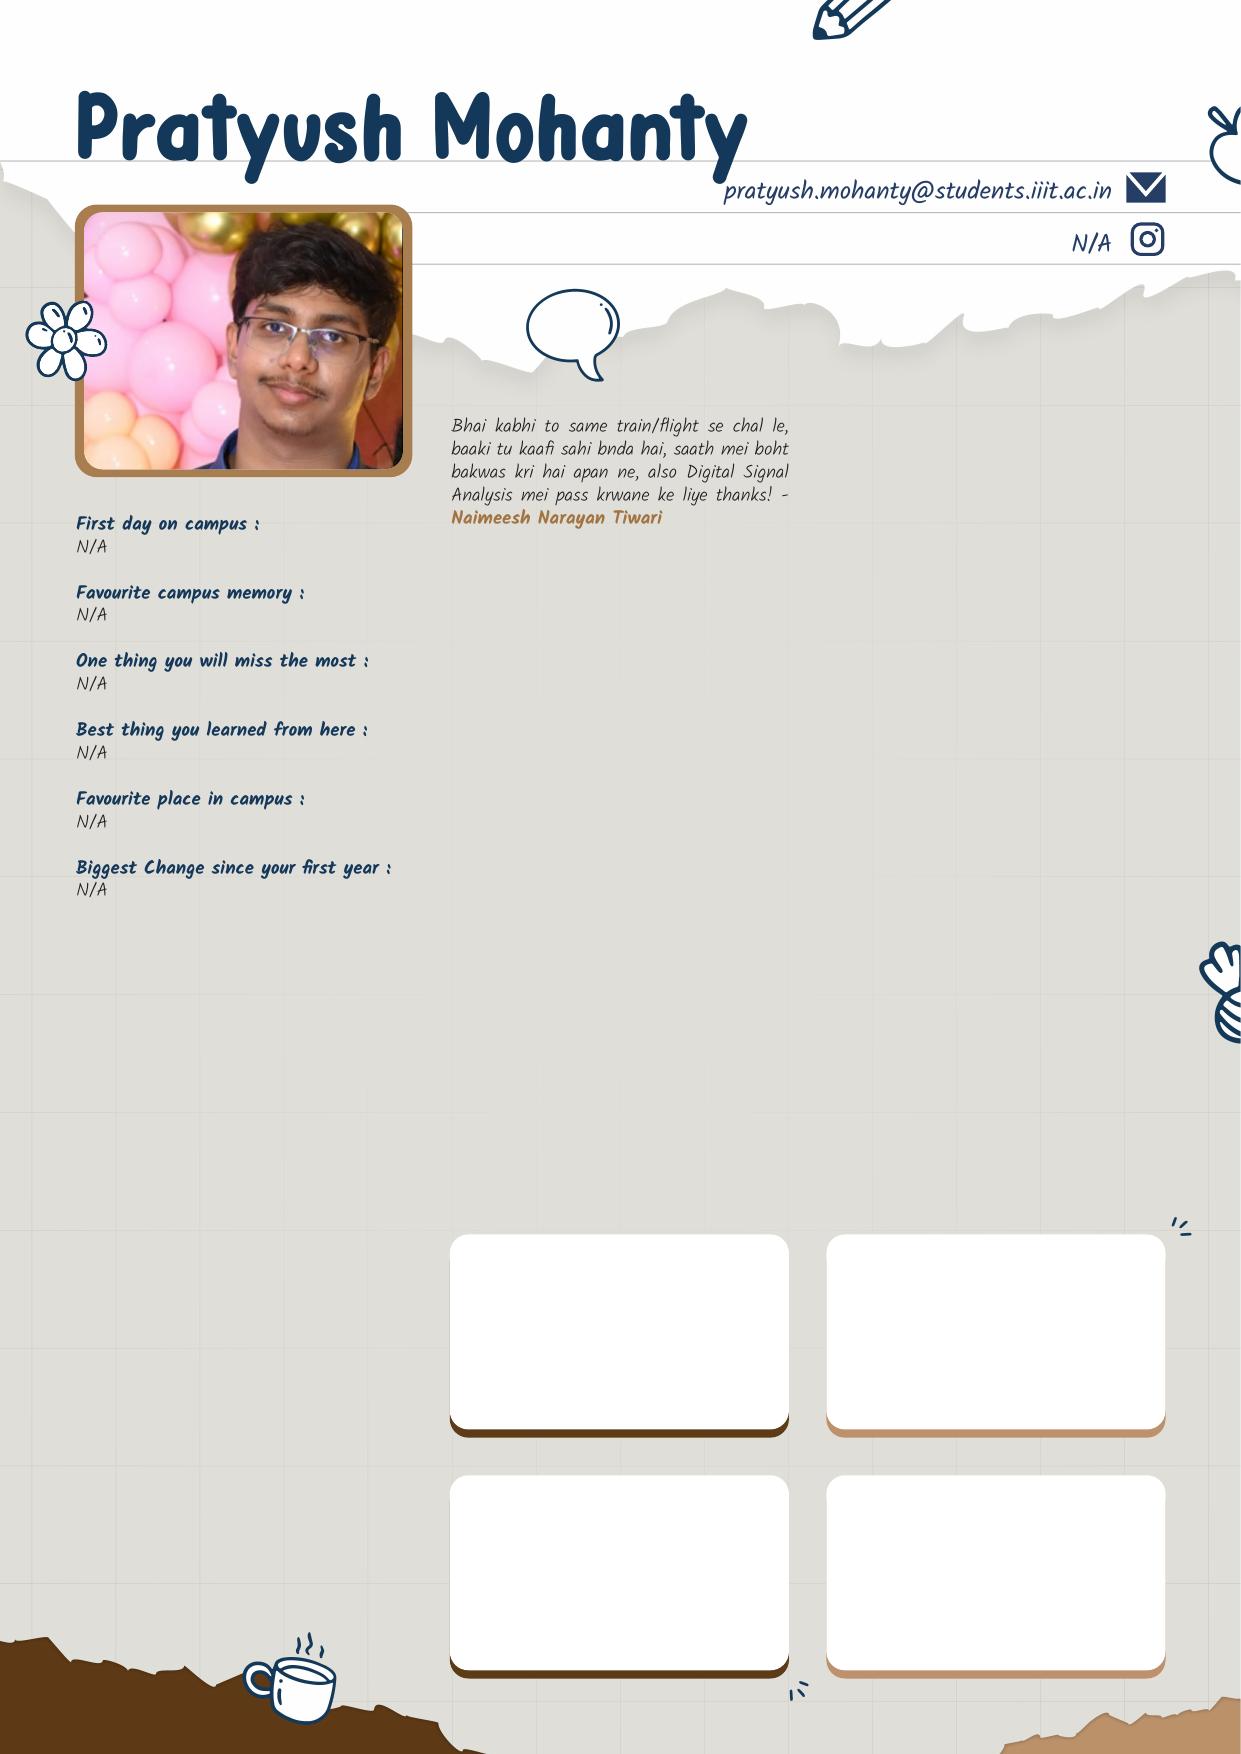 Pratyush Mohanty
pratyush.mohanty@students.iiit.ac.in
N/A
Bhai kabhi to same train/flight se chal le,
baaki tu kaafi sahi bnda hai, saath mei boht
bakwas kri hai apan ne, also Digital Signal
Analysis mei pass krwane ke liye thanks! -
Naimeesh Narayan Tiwari
First day on campus :
N/A
Favourite campus memory :
N/A
One thing you will miss the most :
N/A
Best thing you learned from here :
N/A
Favourite place in campus :
N/A
Biggest Change since your first year :
N/A